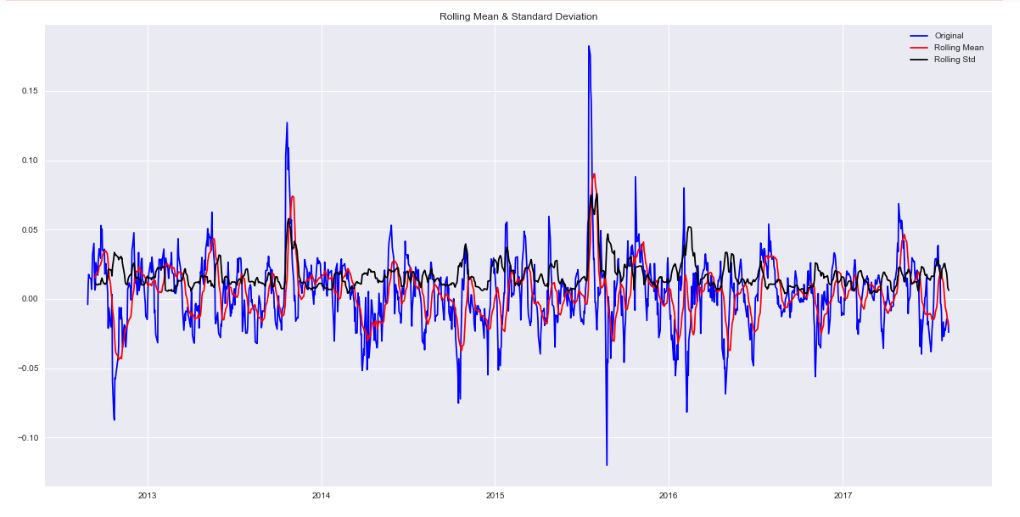 Rolling Mean & Standard Deviation
Original
Rolling Mean
Rolling Std
0.15
0.10
0.05
0.00
−0.05
−0.10
2013
2014
2015
2016
2017